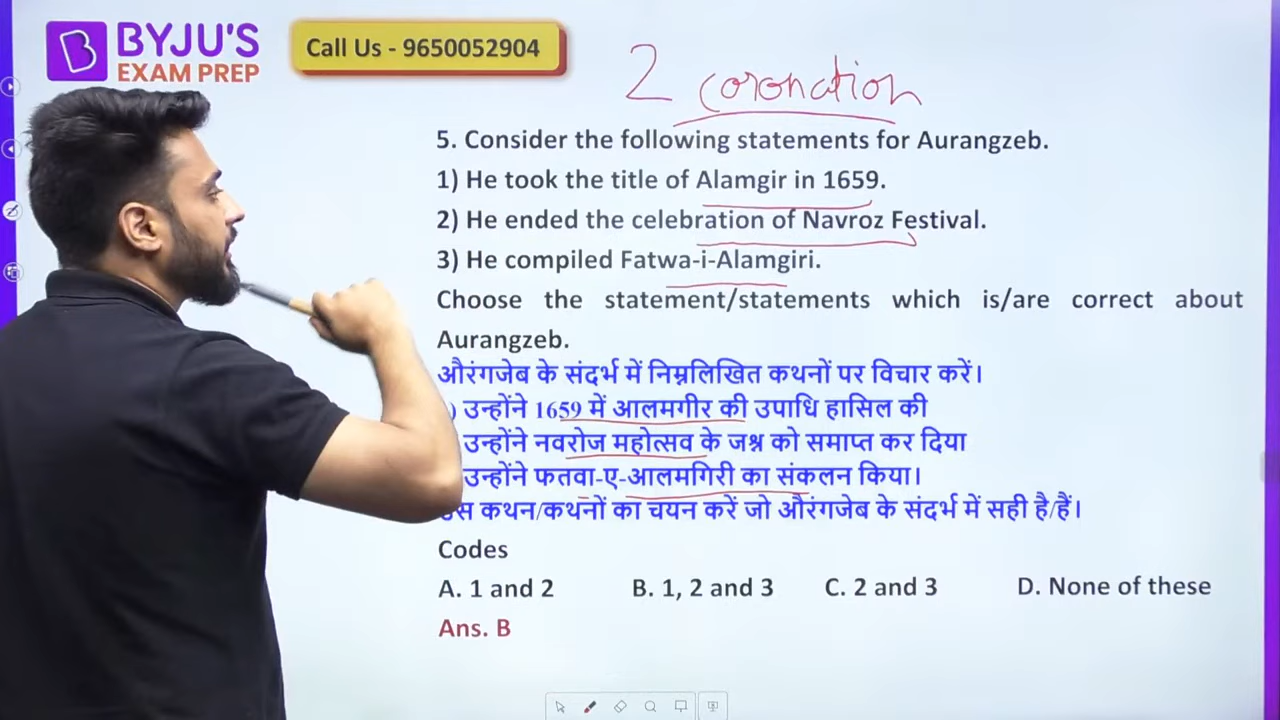 BYJU'S
EXAM PREP
Call Us - 9650052904
2 coronation
5. Consider the following statements for Aurangzeb.
1) He took the title of Alamgir in 1659.
2) He ended the celebration of Navroz Festival.
3) He compiled Fatwa-i-Alamgiri.
Choose the statement/statements which is/are correct about
Aurangzeb.
औरंगजेब के संदर्भ में निम्नलिखित कथनों पर विचार करें।
) उन्होंने 1659 में आलमगीर की उपाधि हासिल की
उन्होंने नवरोज महोत्सव के जश्न को समाप्त कर दिया
उन्होंने फतवा-ए-आलमगिरी का संकलन किया।
कथन/कथनों का चयन करें जो औरंगजेब के संदर्भ में सही है/हैं।
Codes
A. 1 and 2 B. 1, 2 and 3 C. 2 and 3 D. None of these
Ans. B